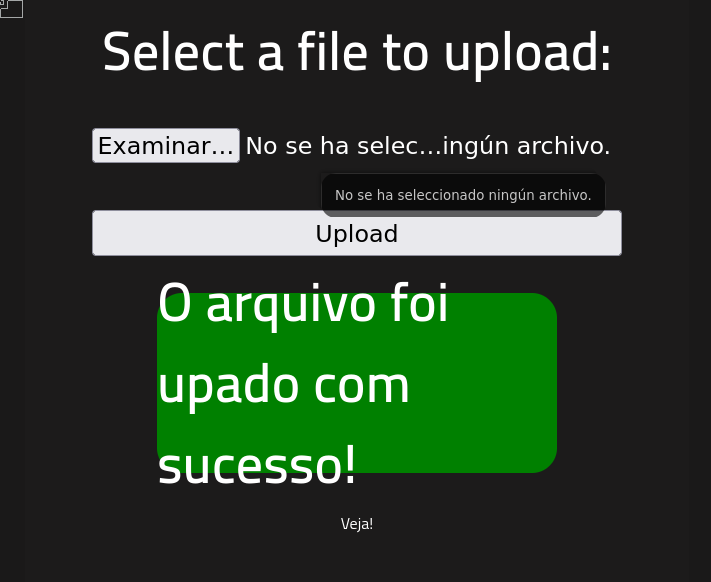 Select a file to upload:
Examinar... No se ha selec...ingún archivo.
No se ha seleccionado ningún archivo.
Upload
O arquivo foi
upado com
sucesso!
Veja!